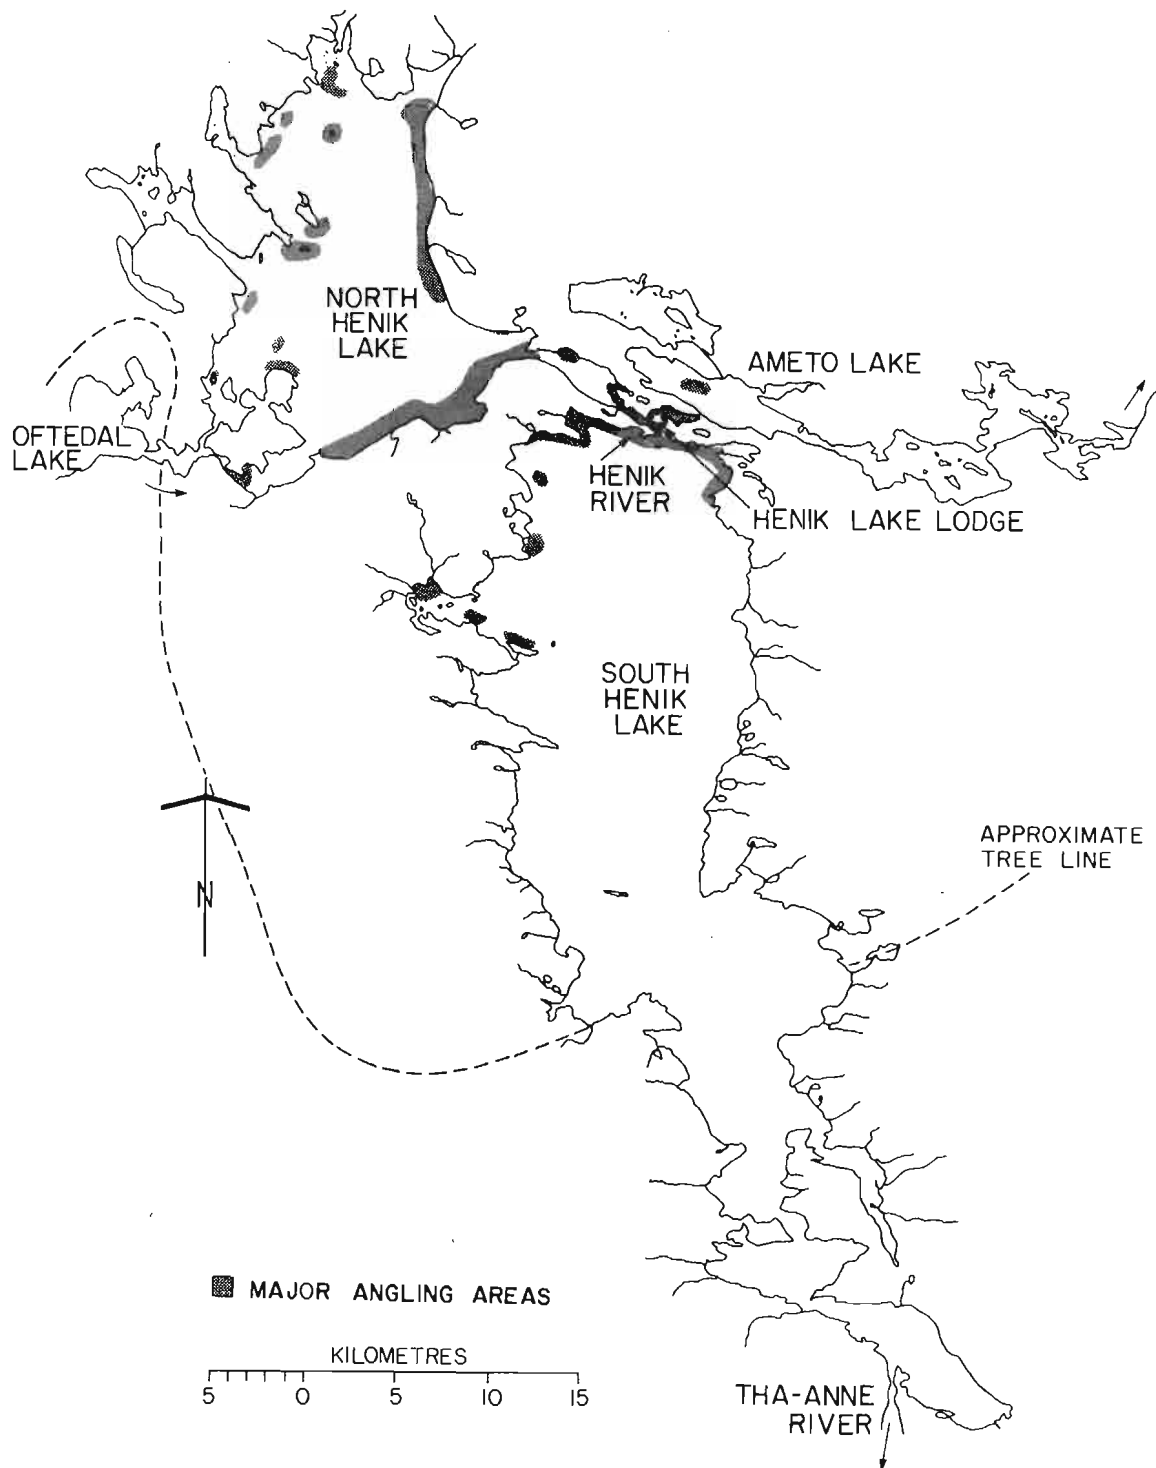 NORTH
HENIK
LAKE
AMETO LAKE
OFTEDAL
LAKE
HENIK
RIVER
HENIK LAKE LODGE
SOUTH
HENIK
LAKE
APPROXIMATE
TREE LINE
N
MAJOR ANGLING AREAS
KILOMETRES
5 0 5 10 15
THA-ANNE
RIVER